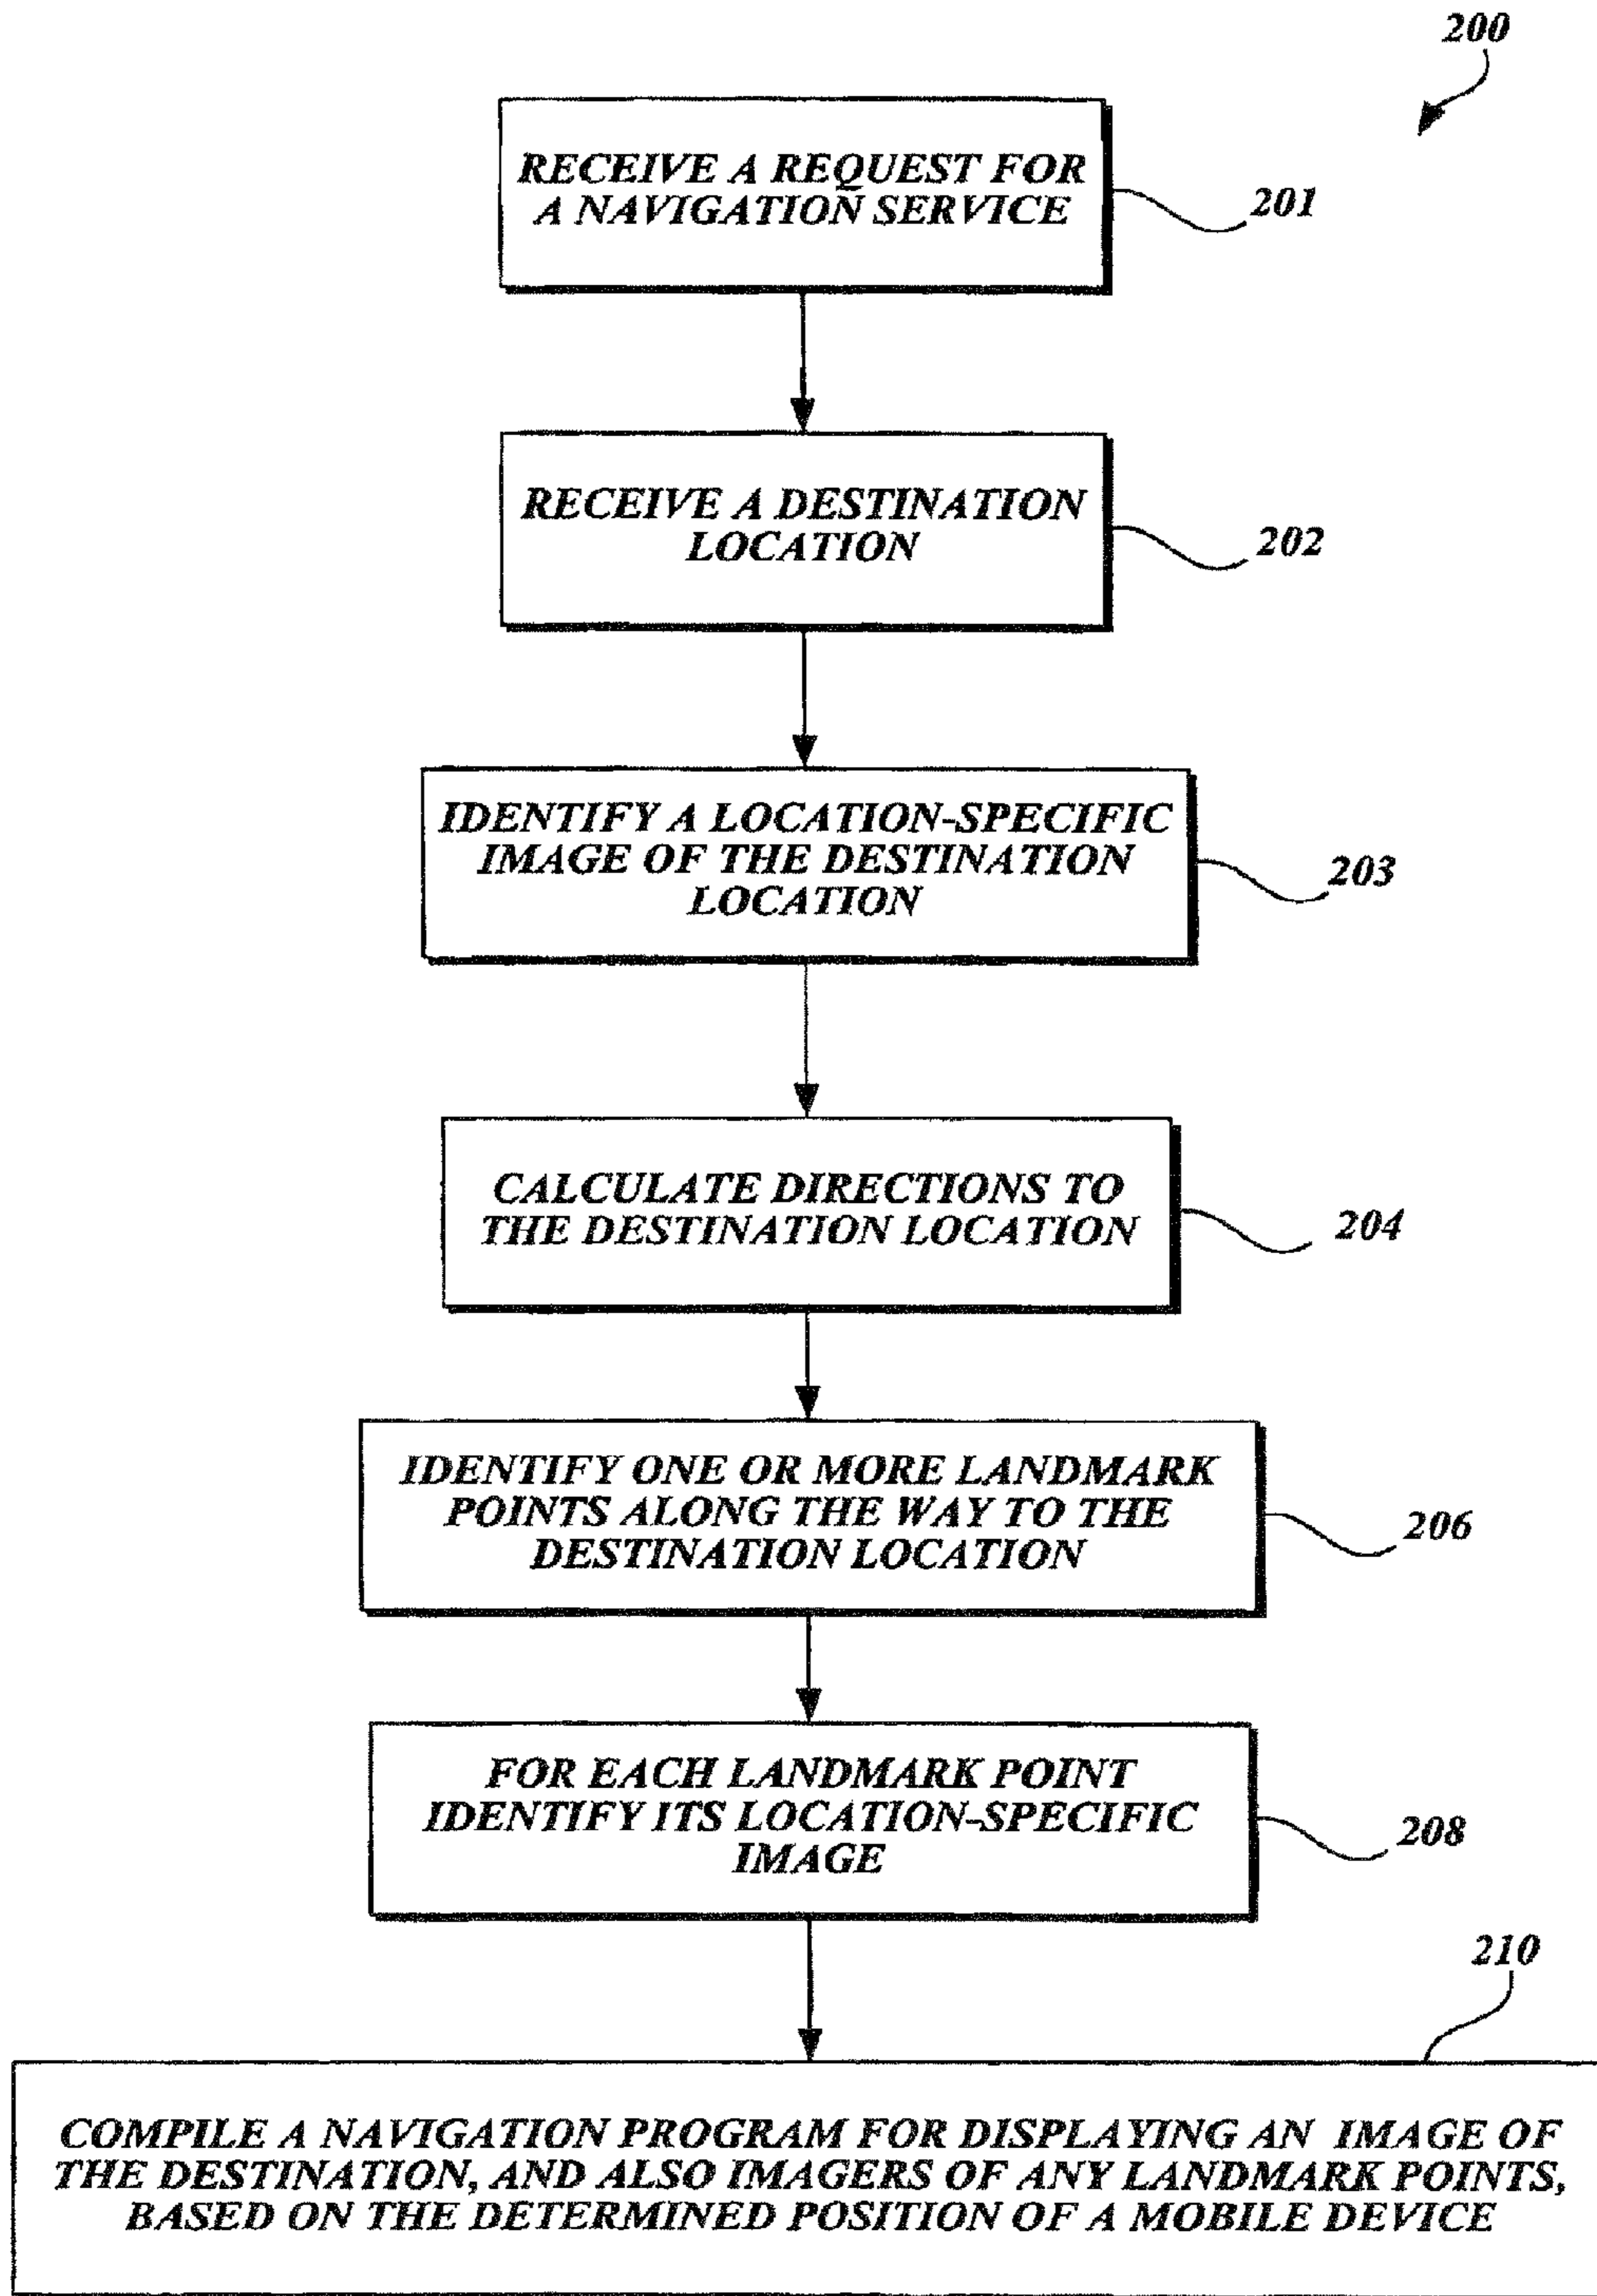 200
RECEIVE A REQUEST FOR
A NAVIGATION SERVICE
201
RECEIVE A DESTINATION
LOCATION
202
IDENTIFY A LOCATION-SPECIFIC
IMAGE OF THE DESTINATION
LOCATION
203
CALCULATE DIRECTIONS TO
THE DESTINATION LOCATION
204
IDENTIFY ONE OR MORE LANDMARK
POINTS ALONG THE WAY TO THE
DESTINATION LOCATION
206
FOR EACH LANDMARK POINT
IDENTIFY ITS LOCATION-SPECIFIC
IMAGE
208
210
COMPILE A NAVIGATION PROGRAM FOR DISPLAYING AN IMAGE OF
THE DESTINATION, AND ALSO IMAGERS OF ANY LANDMARK POINTS,
BASED ON THE DETERMINED POSITION OF A MOBILE DEVICE